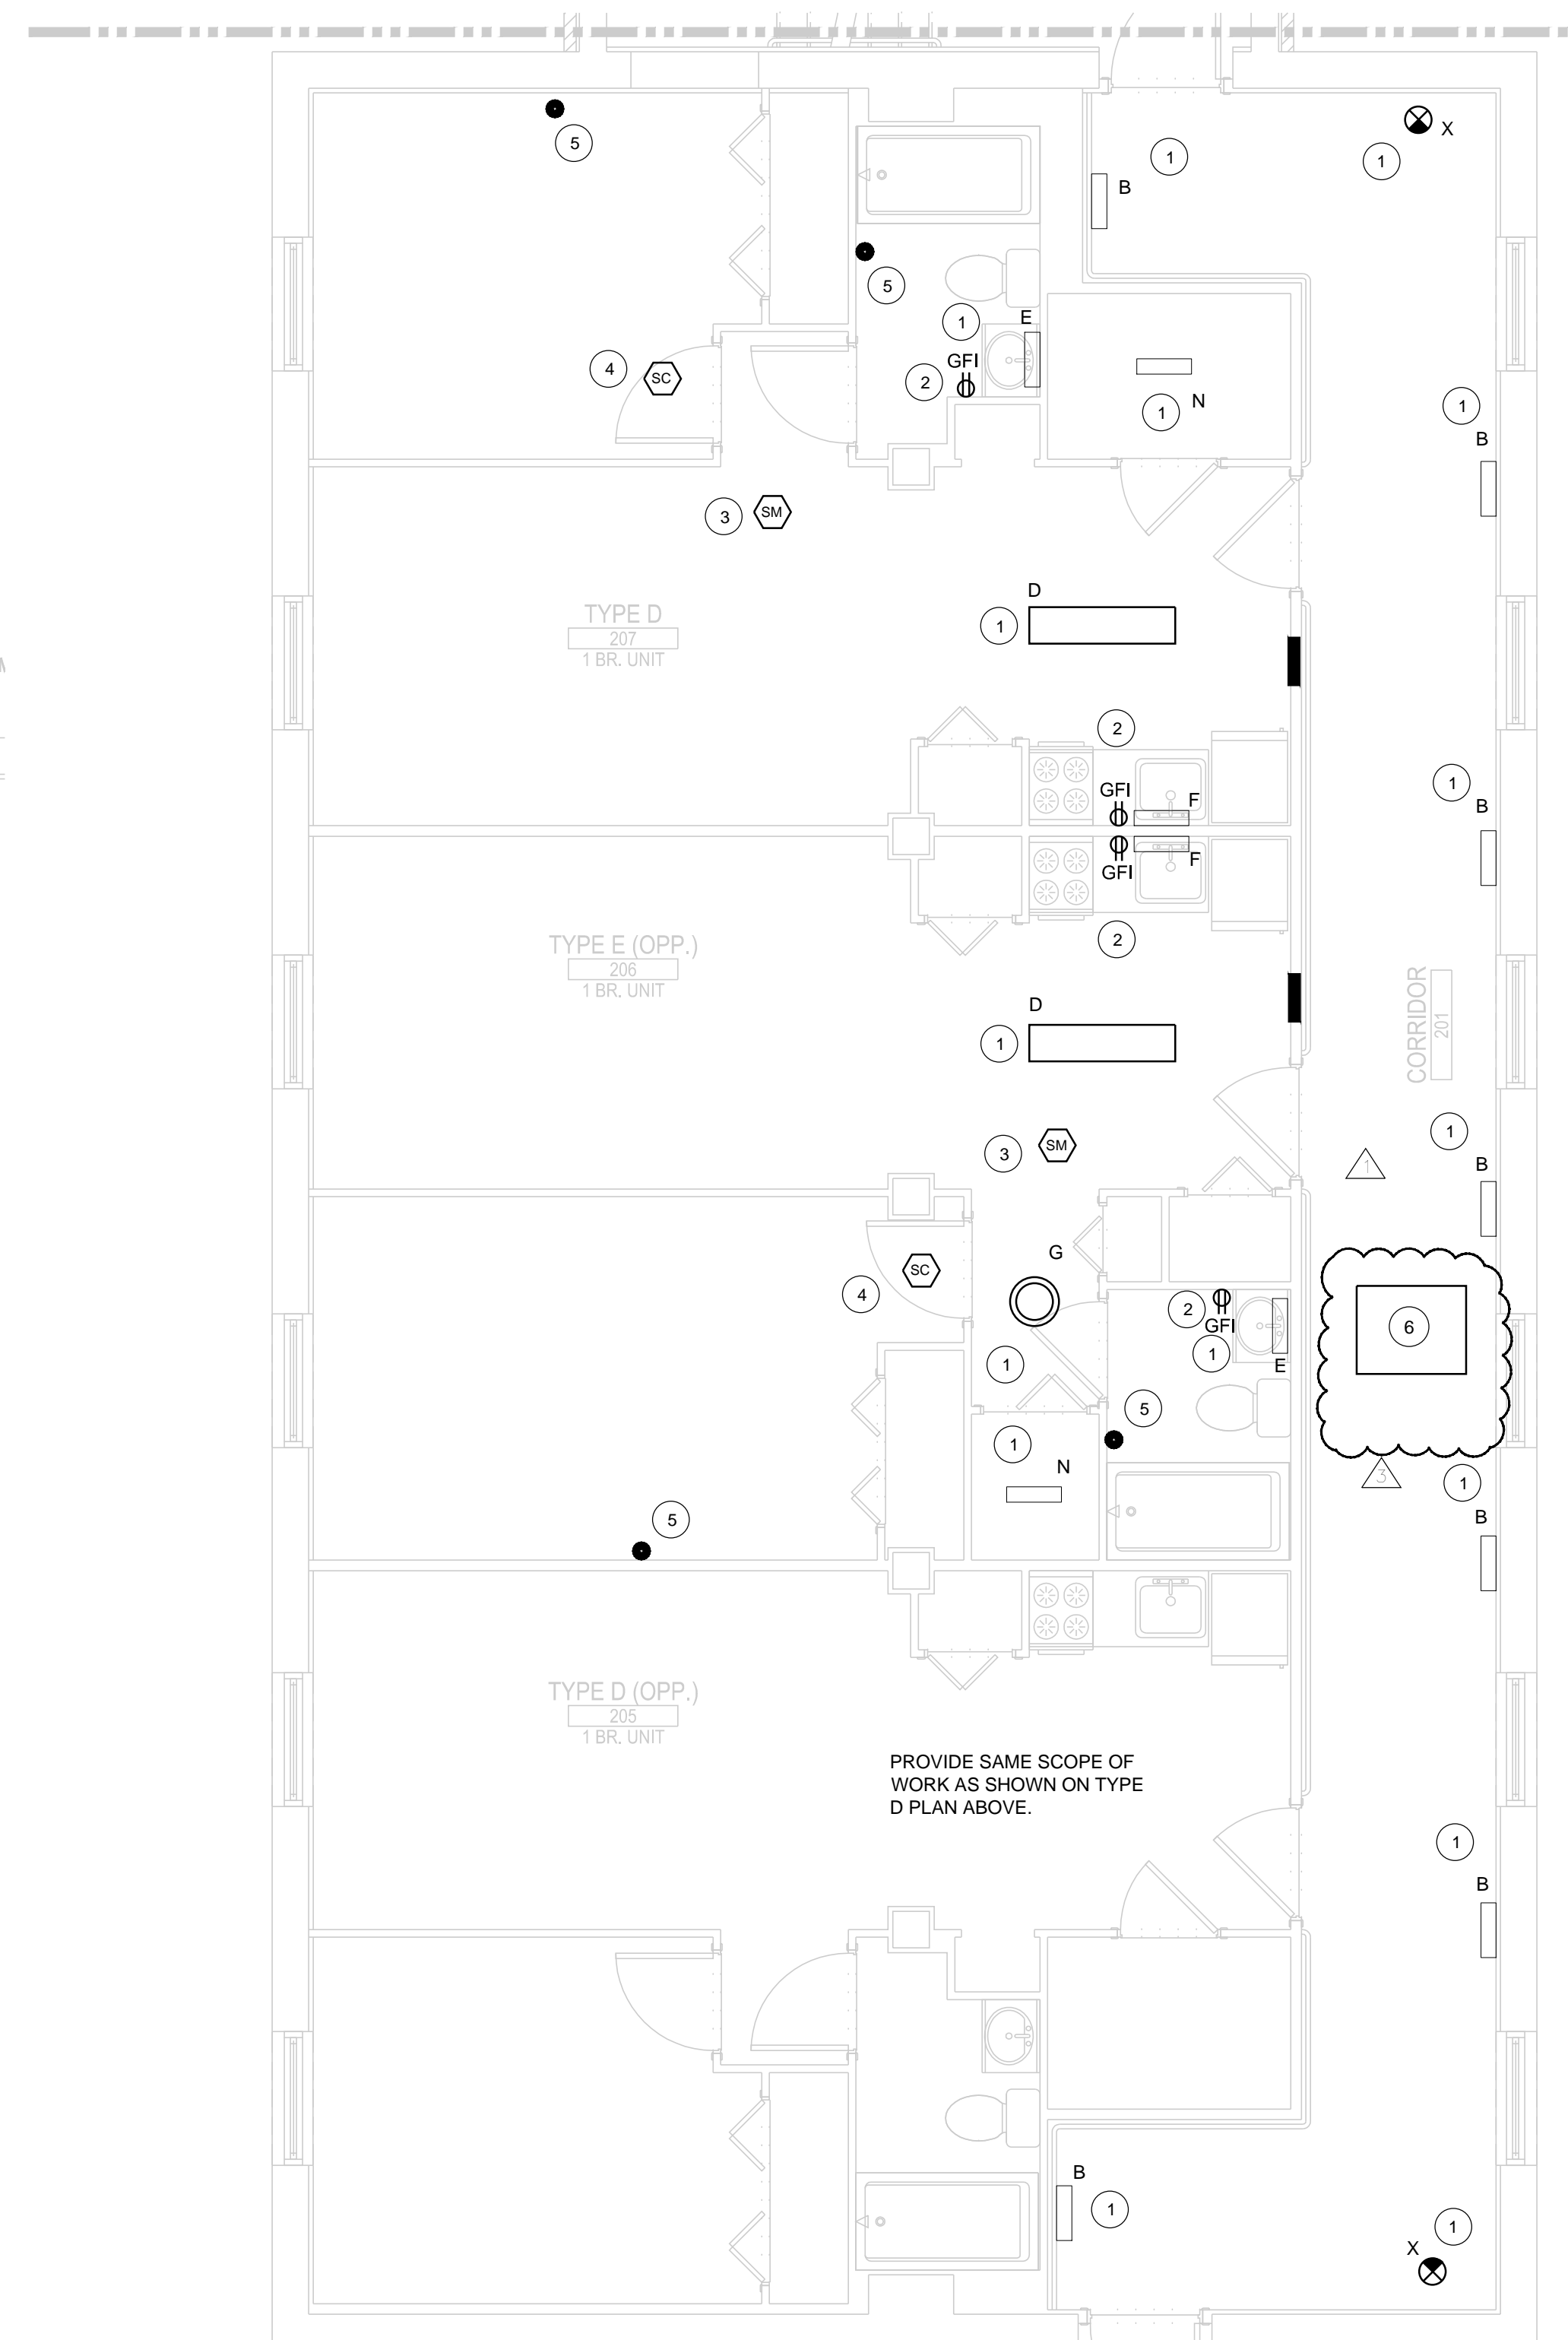 X
5
1
1
B
5
1
E
GFI
2
4
SC
1
N
1
B
3
SM
D
1
TYPE D
207
1 BR. UNIT
2
GFI
F
1
B
F
GFI
2
TYPE E (OPP.)
206
1 BR. UNIT
D
1
CORRIDOR
201
3
SM
1
1
B
G
SC
4
2
GFI
1
E
1
6
5
1
N
3
1
B
5
TYPE D (OPP.)
205
1 BR. UNIT
PROVIDE SAME SCOPE OF
WORK AS SHOWN ON TYPE
D PLAN ABOVE.
1
B
B
1
1
X